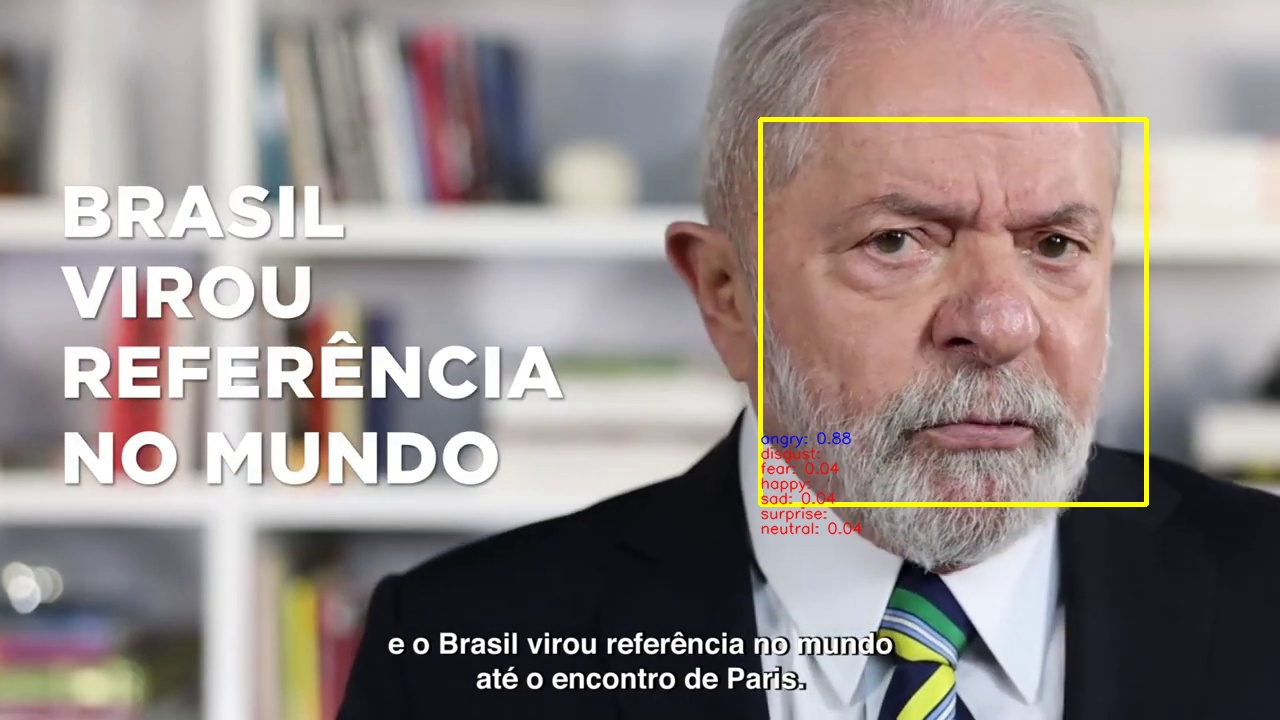 BRASIL
VIROU
REFERÊNCIA
NO MUNDO
angry: 0.88
disgust:
fear: 0.04
happy:
sad: 0.04
surprise:
neutral: 0.04
e o Brasil virou referência no mundo
até o encontro de Paris.